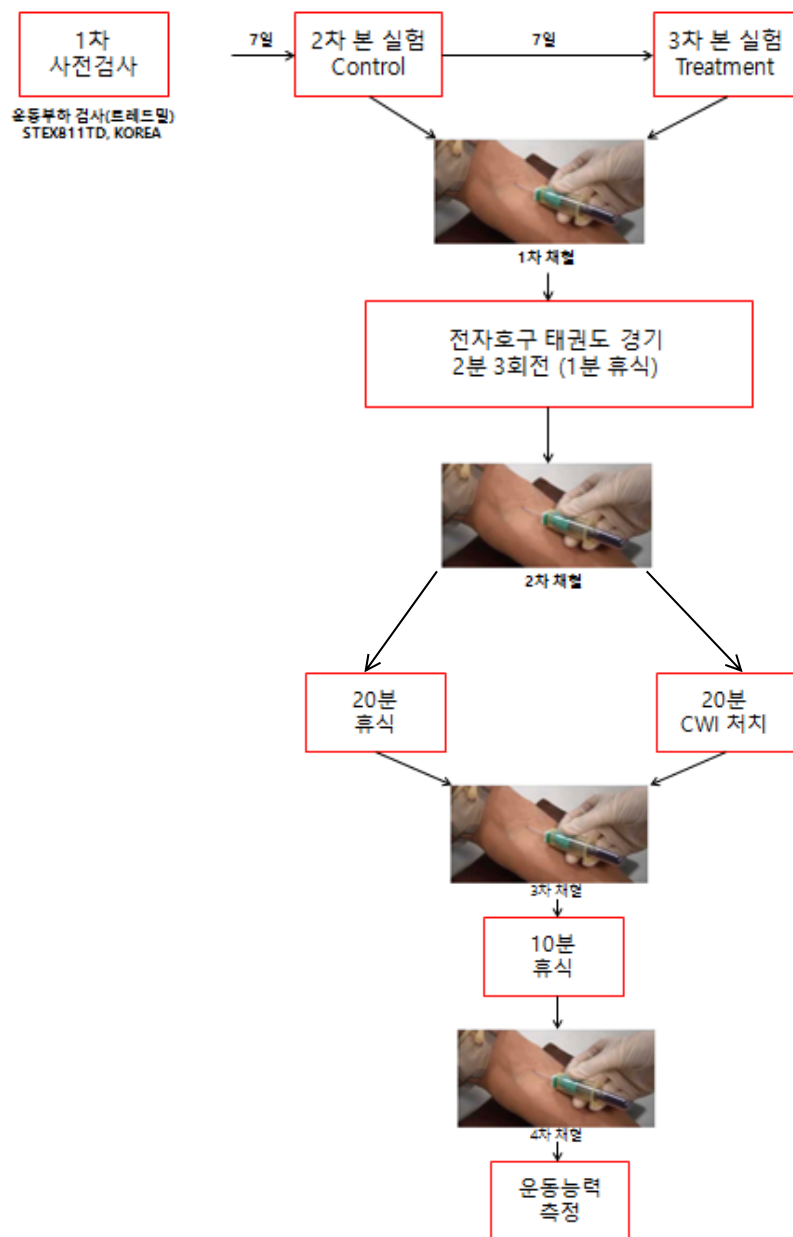 1차
사전검사
운동부하 검사(트레드밀)
STEX811TD, KOREA
7일
2차 본 실험
Control
7일
3차 본 실험
Treatment
1차 채혈
전자호구 태권도 경기
2분 3회전 (1분 휴식)
2차 채혈
20분
휴식
20분
CWI 처치
3차 채혈
10분
휴식
4차 채혈
운동능력
측정